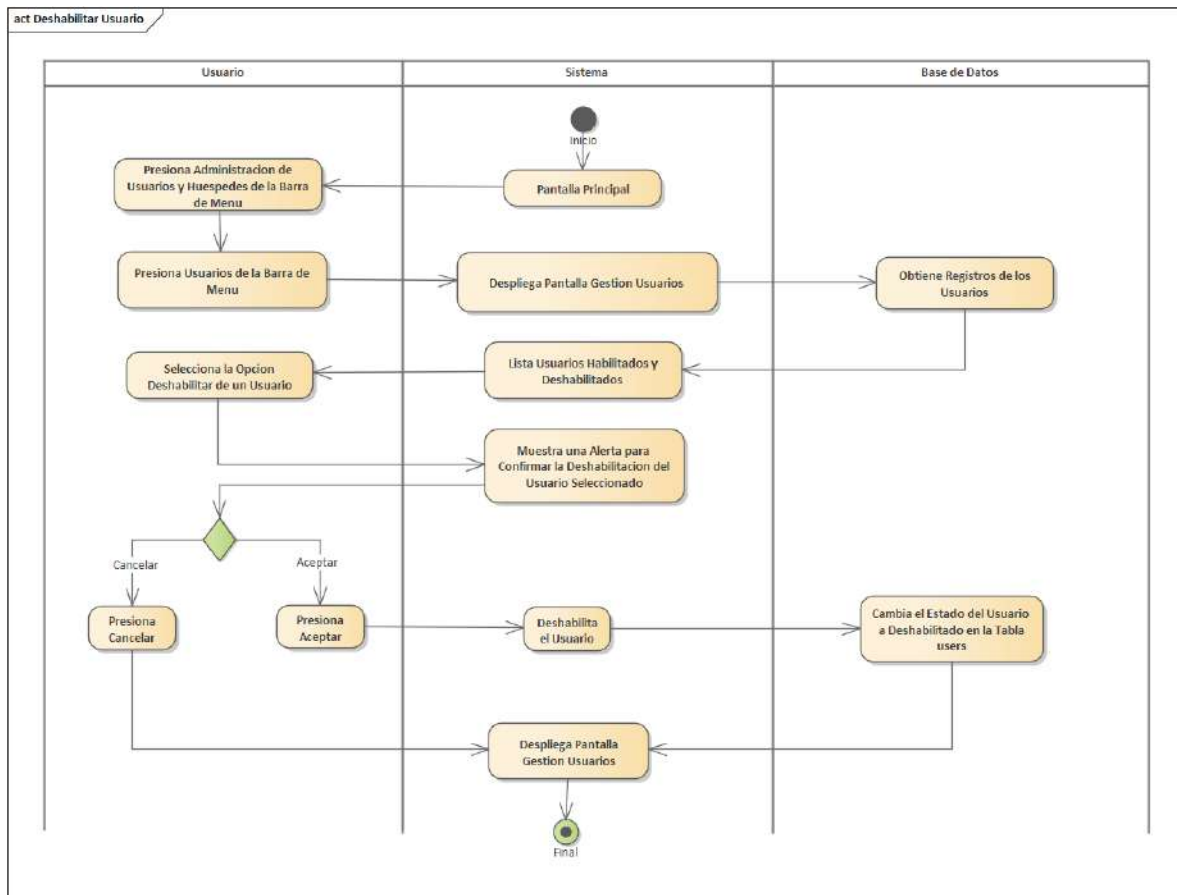 act Deshabilitar Usuario
Usuario
Sistema
Base de Datos
Inicio
Pantalla Principal
Presiona Administracion de
Usuarios y Huespedes de la Barra
de Menu
Presiona Usuarios de la Barra de
Menu
Despliega Pantalla Gestion Usuarios
Obtiene Registros de los
Usuarios
Lista Usuarios Habilitados y
Deshabilitados
Selecciona la Opcion
Deshabilitar de un Usuario
Muestra una Alerta para
Confirmar la Deshabilitacion del
Usuario Seleccionado
Cancelar
Aceptar
Presiona
Cancelar
Presiona
Aceptar
Deshabilita
el Usuario
Cambia el Estado del Usuario
a Deshabilitado en la Tabla
users
Despliega Pantalla
Gestion Usuarios
Final